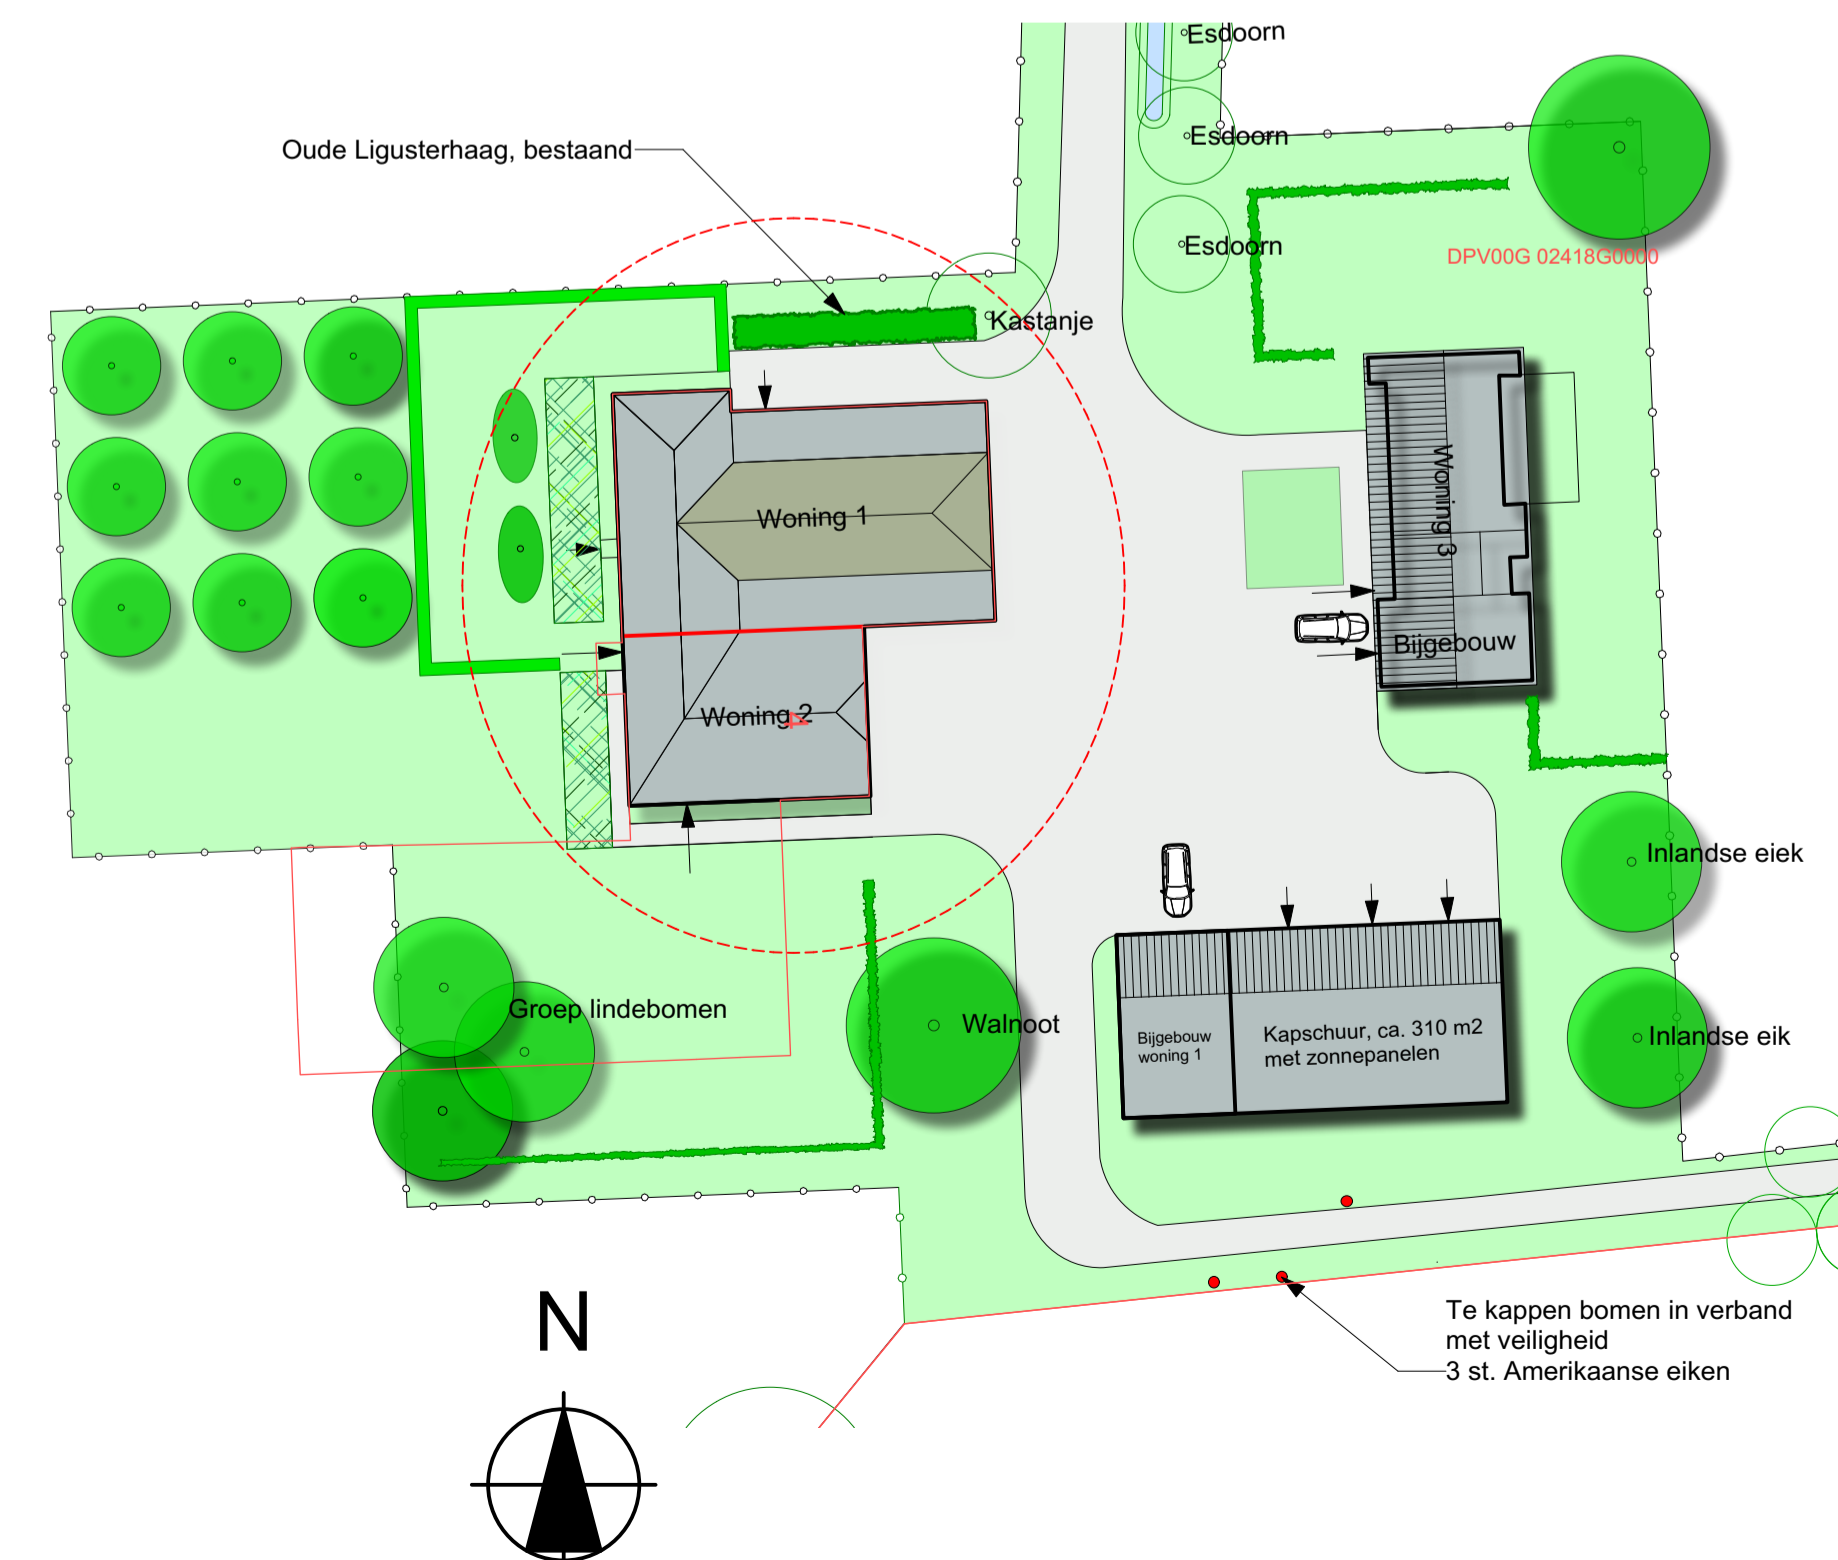 Esdoorn
Esdoorn
Oude Ligusterhaag, bestaand
Esdoorn
DPV00G 02418G0000
Kastanje
Woning 1
Woning 3
Bijgebouw
Woning 2
4
Inlandse eiek
Groep lindebomen
Walnoot
Bijgebouw
woning 1
Kapschuur, ca. 310 m2
met zonnepanelen
Inlandse eik
N
Te kappen bomen in verband
met veiligheid
3 st. Amerikaanse eiken